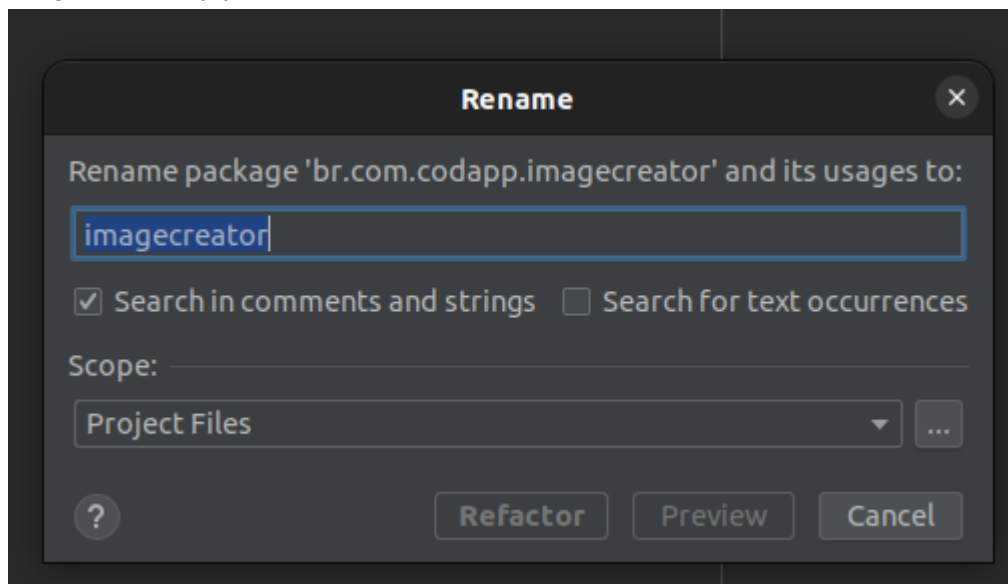 Rename
Rename package 'br.com.codapp.imagecreator' and its usages to:
imagecreator
Search in comments and strings Search for text occurrences
Scope:
Project Files ...
? Refactor Preview Cancel